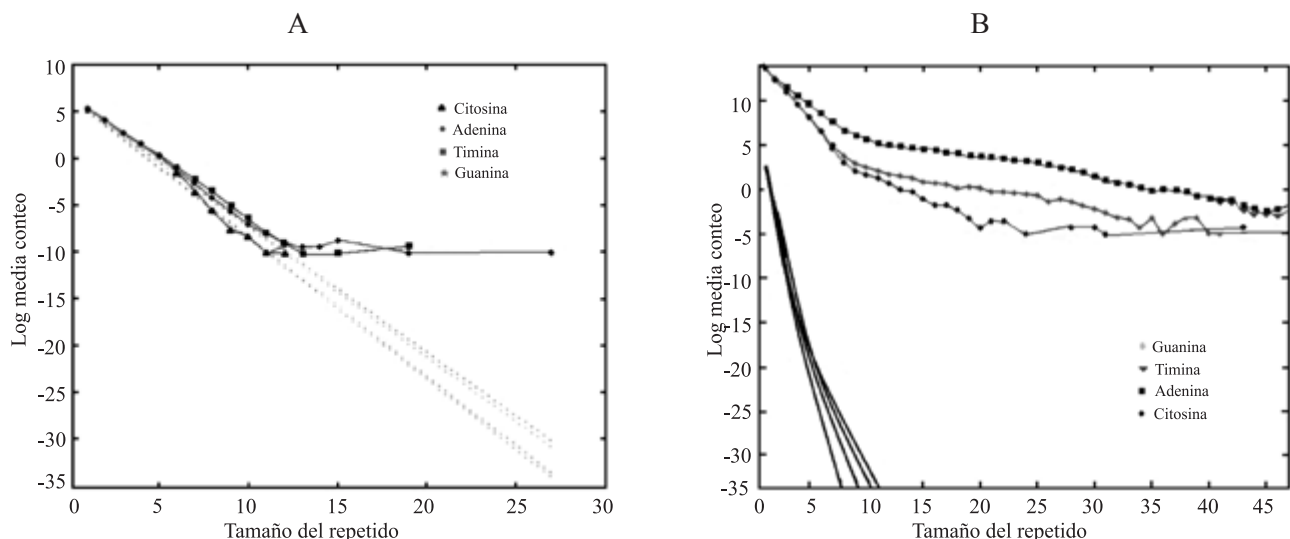 A
10
5
0
-5
-10
-15
-20
-25
-30
-35
0
5
10
15
20
25
30
Log media conteo
Tamaño del repetido
Citosina
Adenina
Timina
Guanina
B
10
5
0
-5
-10
-15
-20
-25
-30
-35
0
5
10
15
20
25
30
35
40
45
Log media conteo
Tamaño del repetido
Guanina
Timina
Adenina
Citosina